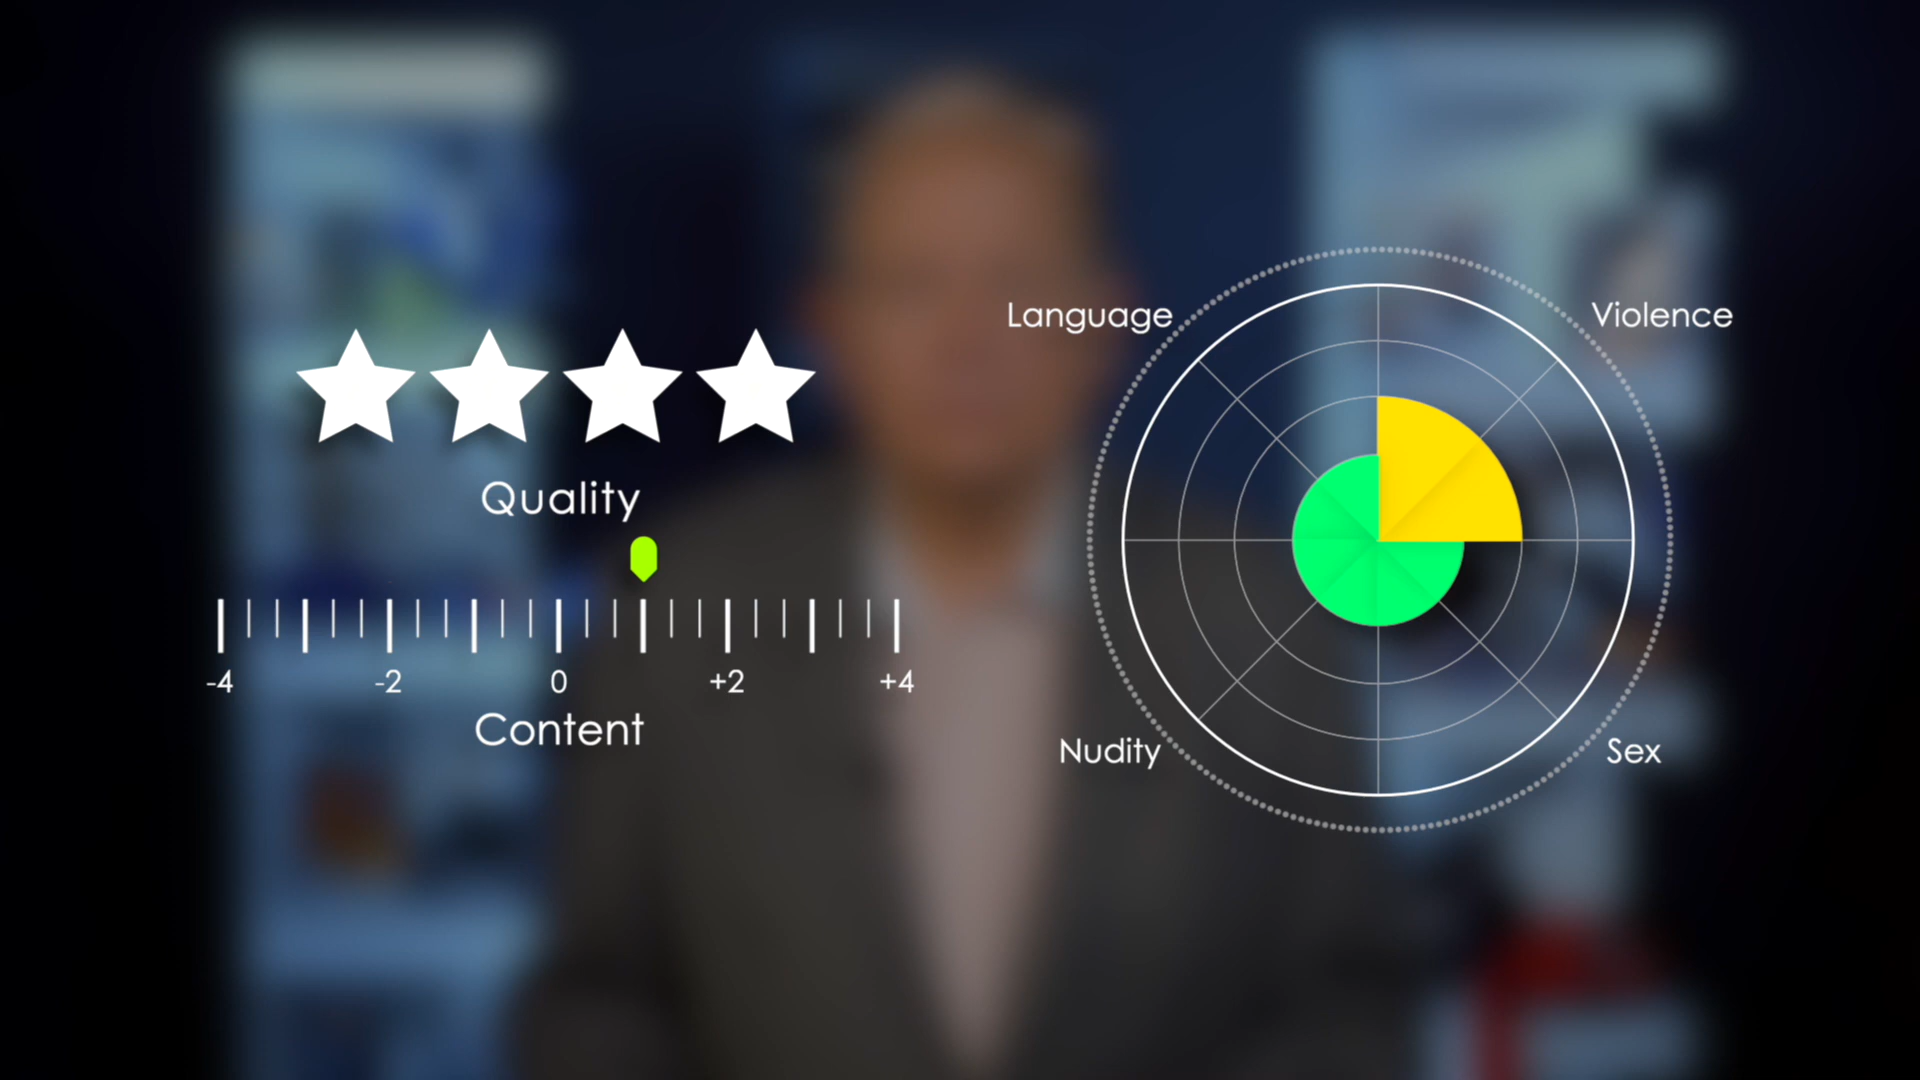 Quality
-4 -2 0 +2 +4
Content
Language
Violence
Nudity
Sex